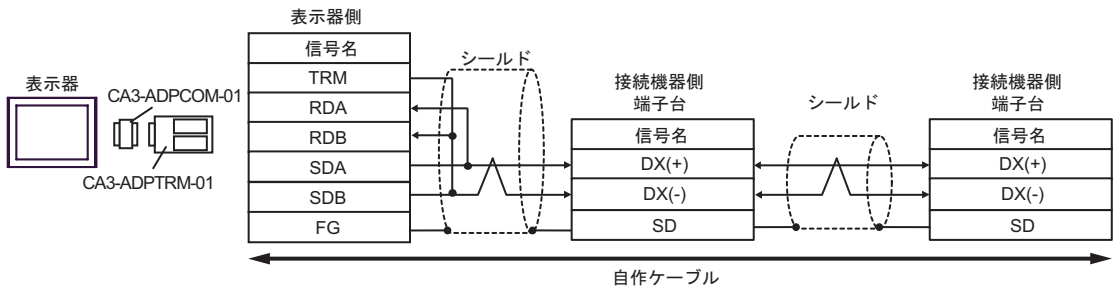 表示器
CA3-ADPCOM-01
CA3-ADPTRM-01
表示器側
信号名
TRM
RDA
RDB
SDA
SDB
FG
シールド
接続機器側
端子台
信号名
DX(+)
DX(-)
SD
シールド
接続機器側
端子台
信号名
DX(+)
DX(-)
SD
自作ケーブル